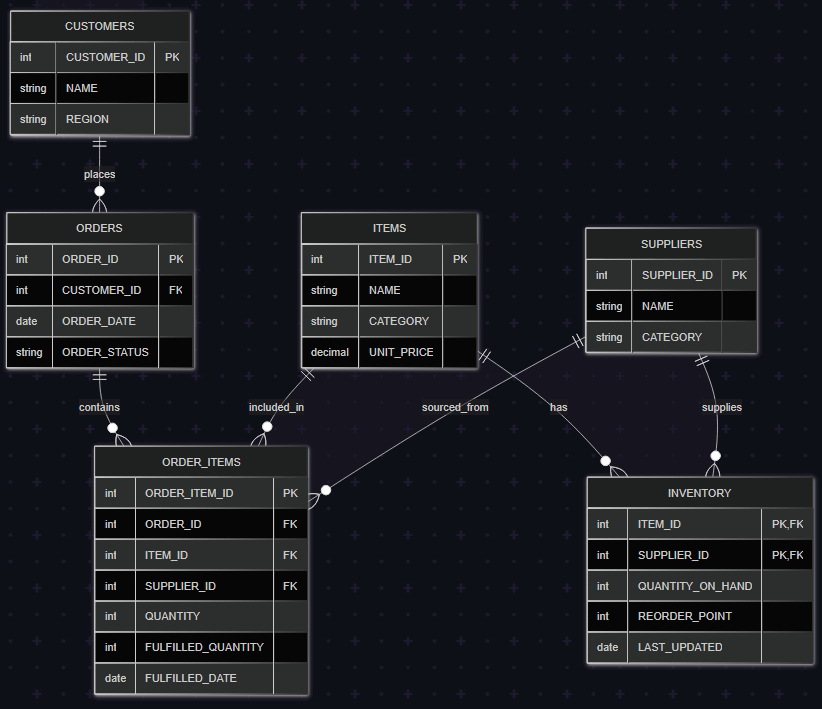 CUSTOMERS
int CUSTOMER_ID PK
string NAME
string REGION
places
ORDERS
int ORDER_ID PK
int CUSTOMER_ID FK
date ORDER_DATE
string ORDER_STATUS
ITEMS
int ITEM_ID PK
string NAME
string CATEGORY
decimal UNIT_PRICE
SUPPLIERS
int SUPPLIER_ID PK
string NAME
string CATEGORY
contains
included_in
sourced_from
has
supplies
ORDER_ITEMS
int ORDER_ITEM_ID PK
int ORDER_ID FK
int ITEM_ID FK
int SUPPLIER_ID FK
int QUANTITY
int FULFILLED_QUANTITY
date FULFILLED_DATE
INVENTORY
int ITEM_ID PK,FK
int SUPPLIER_ID PK,FK
int QUANTITY_ON_HAND
int REORDER_POINT
date LAST_UPDATED